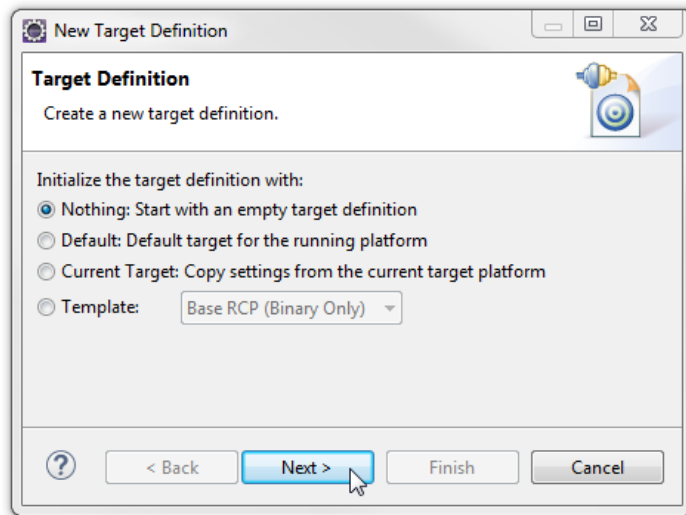 New Target Definition
Target Definition
Create a new target definition.
Initialize the target definition with:
Nothing: Start with an empty target definition
Default: Default target for the running platform
Current Target: Copy settings from the current target platform
Template: Base RCP (Binary Only)
? < Back Next > Finish Cancel